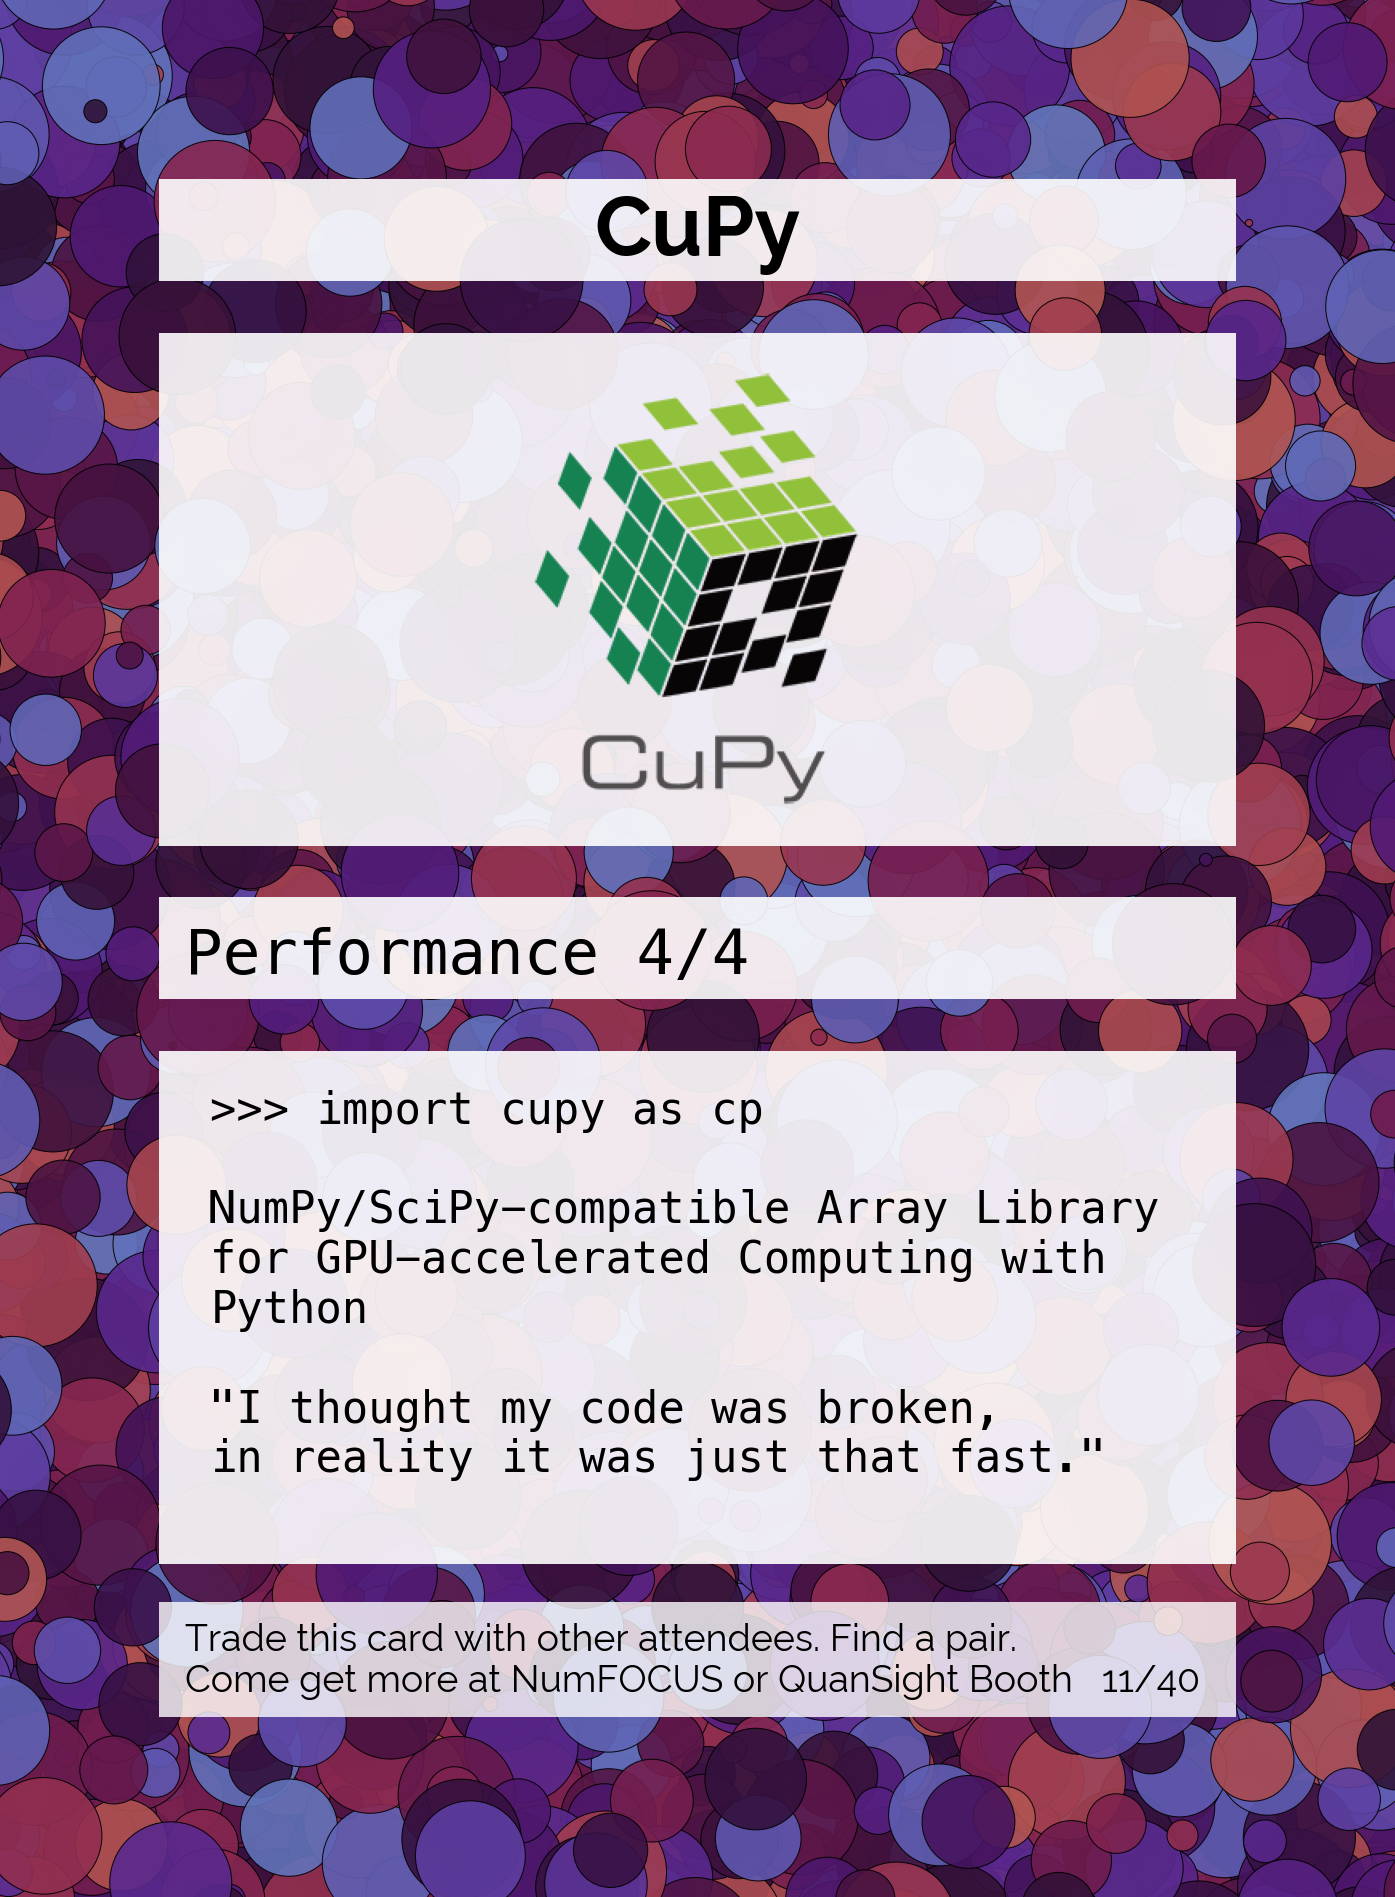 CuPy
CuPy
Performance 4/4
>>> import cupy as cp
NumPy/SciPy-compatible Array Library
for GPU-accelerated Computing with
Python
"I thought my code was broken,
in reality it was just that fast."
Trade this card with other attendees. Find a pair.
Come get more at NumFOCUS or QuanSight Booth 11/40